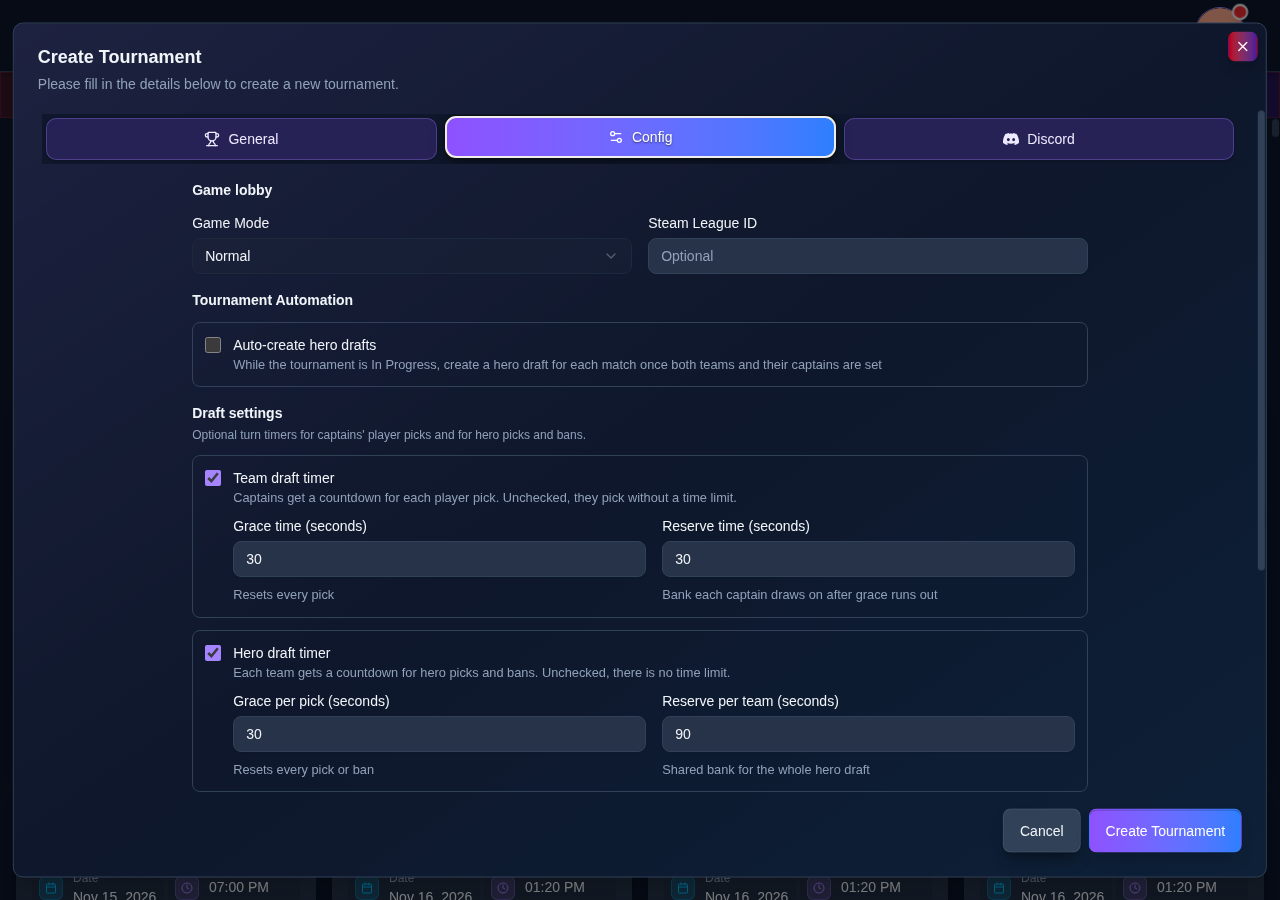 Create Tournament
Please fill in the details below to create a new tournament.
General
Config
Discord
Game lobby
Game Mode
Steam League ID
Normal
Optional
Tournament Automation
Auto-create hero drafts
While the tournament is In Progress, create a hero draft for each match once both teams and their captains are set
Draft settings
Optional turn timers for captains' player picks and for hero picks and bans.
Team draft timer
Captains get a countdown for each player pick. Unchecked, they pick without a time limit.
Grace time (seconds)
Reserve time (seconds)
30
30
Resets every pick
Bank each captain draws on after grace runs out
Hero draft timer
Each team gets a countdown for hero picks and bans. Unchecked, there is no time limit.
Grace per pick (seconds)
Reserve per team (seconds)
30
90
Resets every pick or ban
Shared bank for the whole hero draft
Cancel
Create Tournament
Date
Date
Date
Date
Nov 15, 2026
07:00 PM
Nov 16, 2026
01:20 PM
Nov 16, 2026
01:20 PM
Nov 16, 2026
01:20 PM